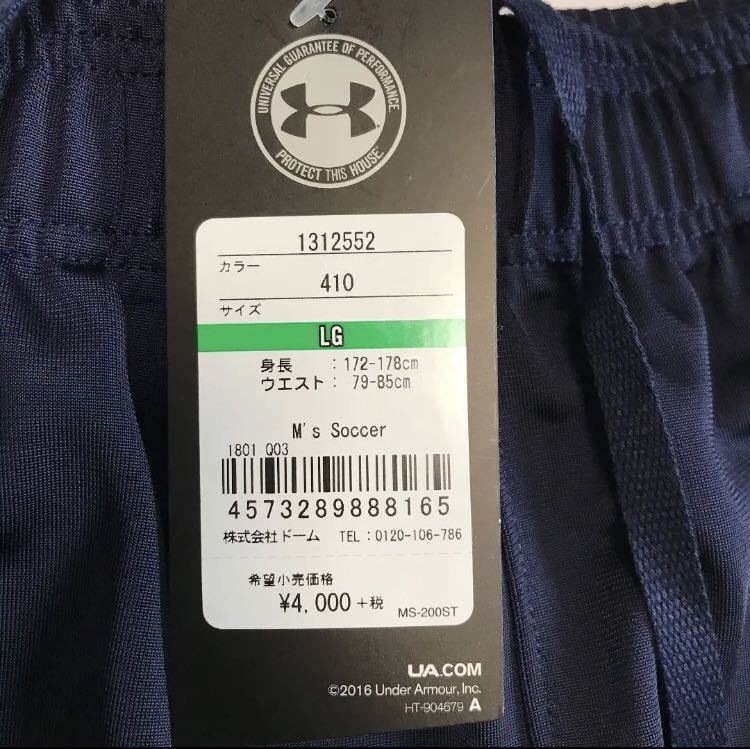 UNIVERSAL GUARANTEE OF PERFORMANCE
PROTECT THIS HOUSE
1312552
カラー
410
サイズ
LG
身長 :172-178cm
ウエスト: 79-85cm
M's Soccer
1801 Q03
4573289888165
株式会社ドーム TEL:0120-106-786
希望小売価格
¥4,000+税
MS-200ST
UA.COM
©2016 Under Armour, Inc.
HT-904679 A